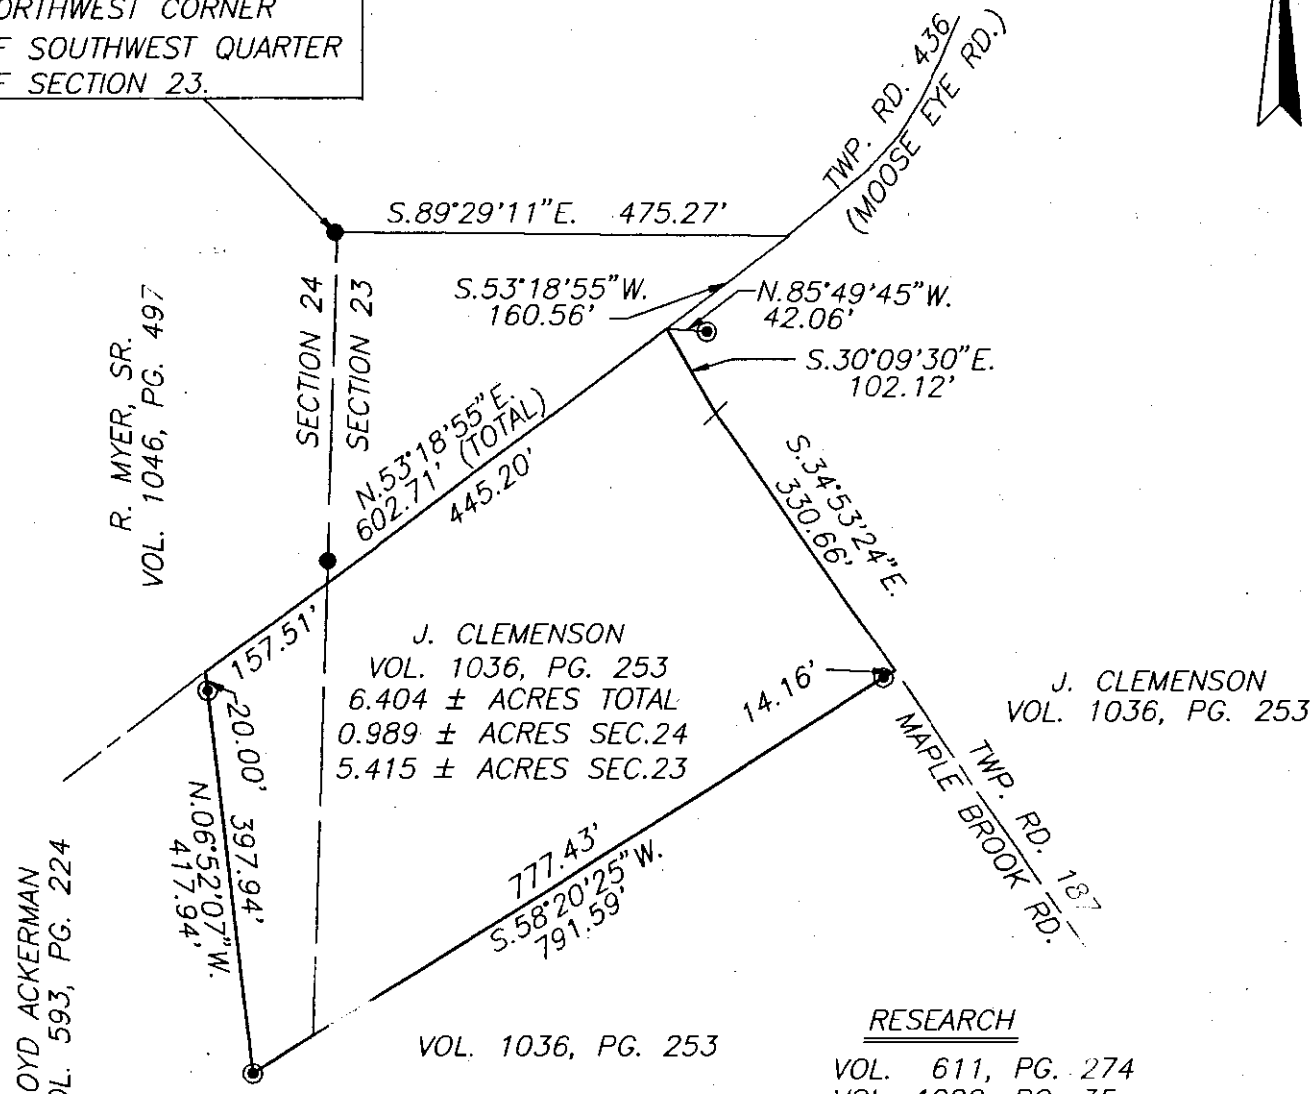 NORTHWEST CORNER
OF SOUTHWEST QUARTER
OF SECTION 23.
TWP. RD. 436
(MOOSE EYE RD.)
S.89°29'11"E. 475.27'
S.53°18'55"W.
160.56'
N.85°49'45"W.
42.06'
S.30°09'30"E.
102.12'
SECTION 24
SECTION 23
R. MYER, SR.
VOL. 1046, PG. 497
N.53°18'55"E.
602.71' (TOTAL)
445.20'
S.34°53'24"E.
330.66'
157.51'
J. CLEMENSON
VOL. 1036, PG. 253
6.404 ± ACRES TOTAL
0.989 ± ACRES SEC.24
5.415 ± ACRES SEC.23
14.16'
J. CLEMENSON
VOL. 1036, PG. 253
TWP. RD. 187
MAPLE BROOK RD.
20.00' 397.94'
N.06°52'07"W.
417.94'
777.43'
S.58°20'25"W.
791.59'
OYD ACKERMAN
OL. 593, PG. 224
VOL. 1036, PG. 253
RESEARCH
VOL. 611, PG. 274